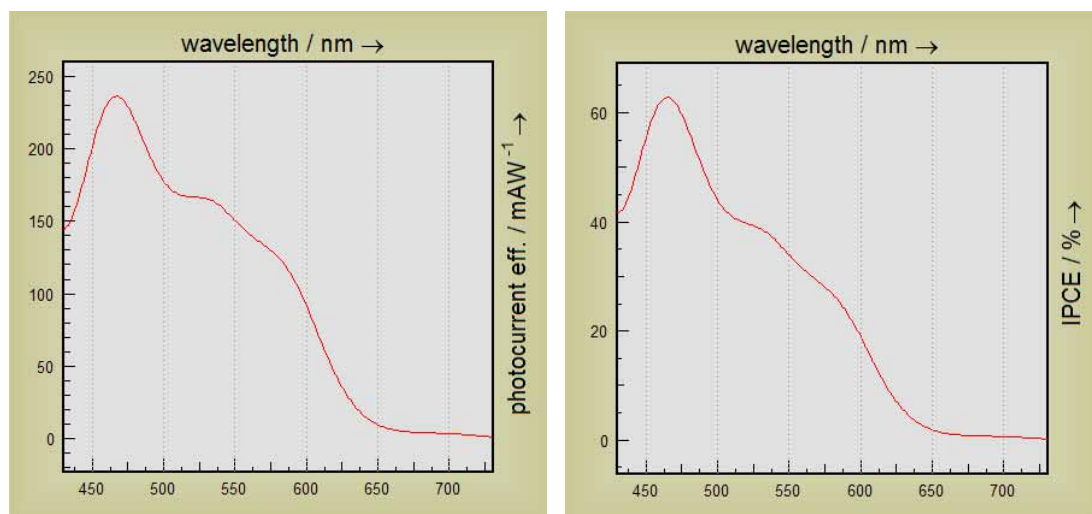 wavelength / nm →
250
200
150
100
50
0
450 500 550 600 650 700
photocurrent eff. / mAW⁻¹ →
wavelength / nm →
60
40
20
0
450 500 550 600 650 700
IPCE / % →